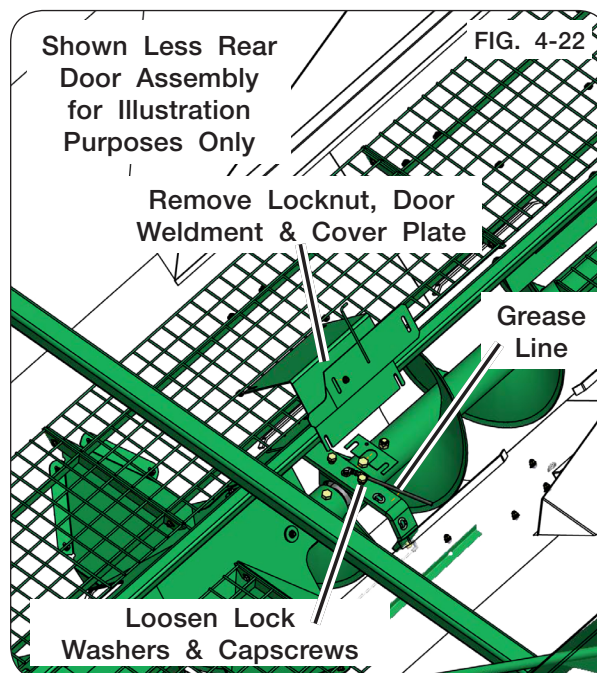 Shown Less Rear
Door Assembly
for Illustration
Purposes Only
FIG. 4-22
Remove Locknut, Door
Weldment & Cover Plate
Grease
Line
Loosen Lock
Washers & Capscrews